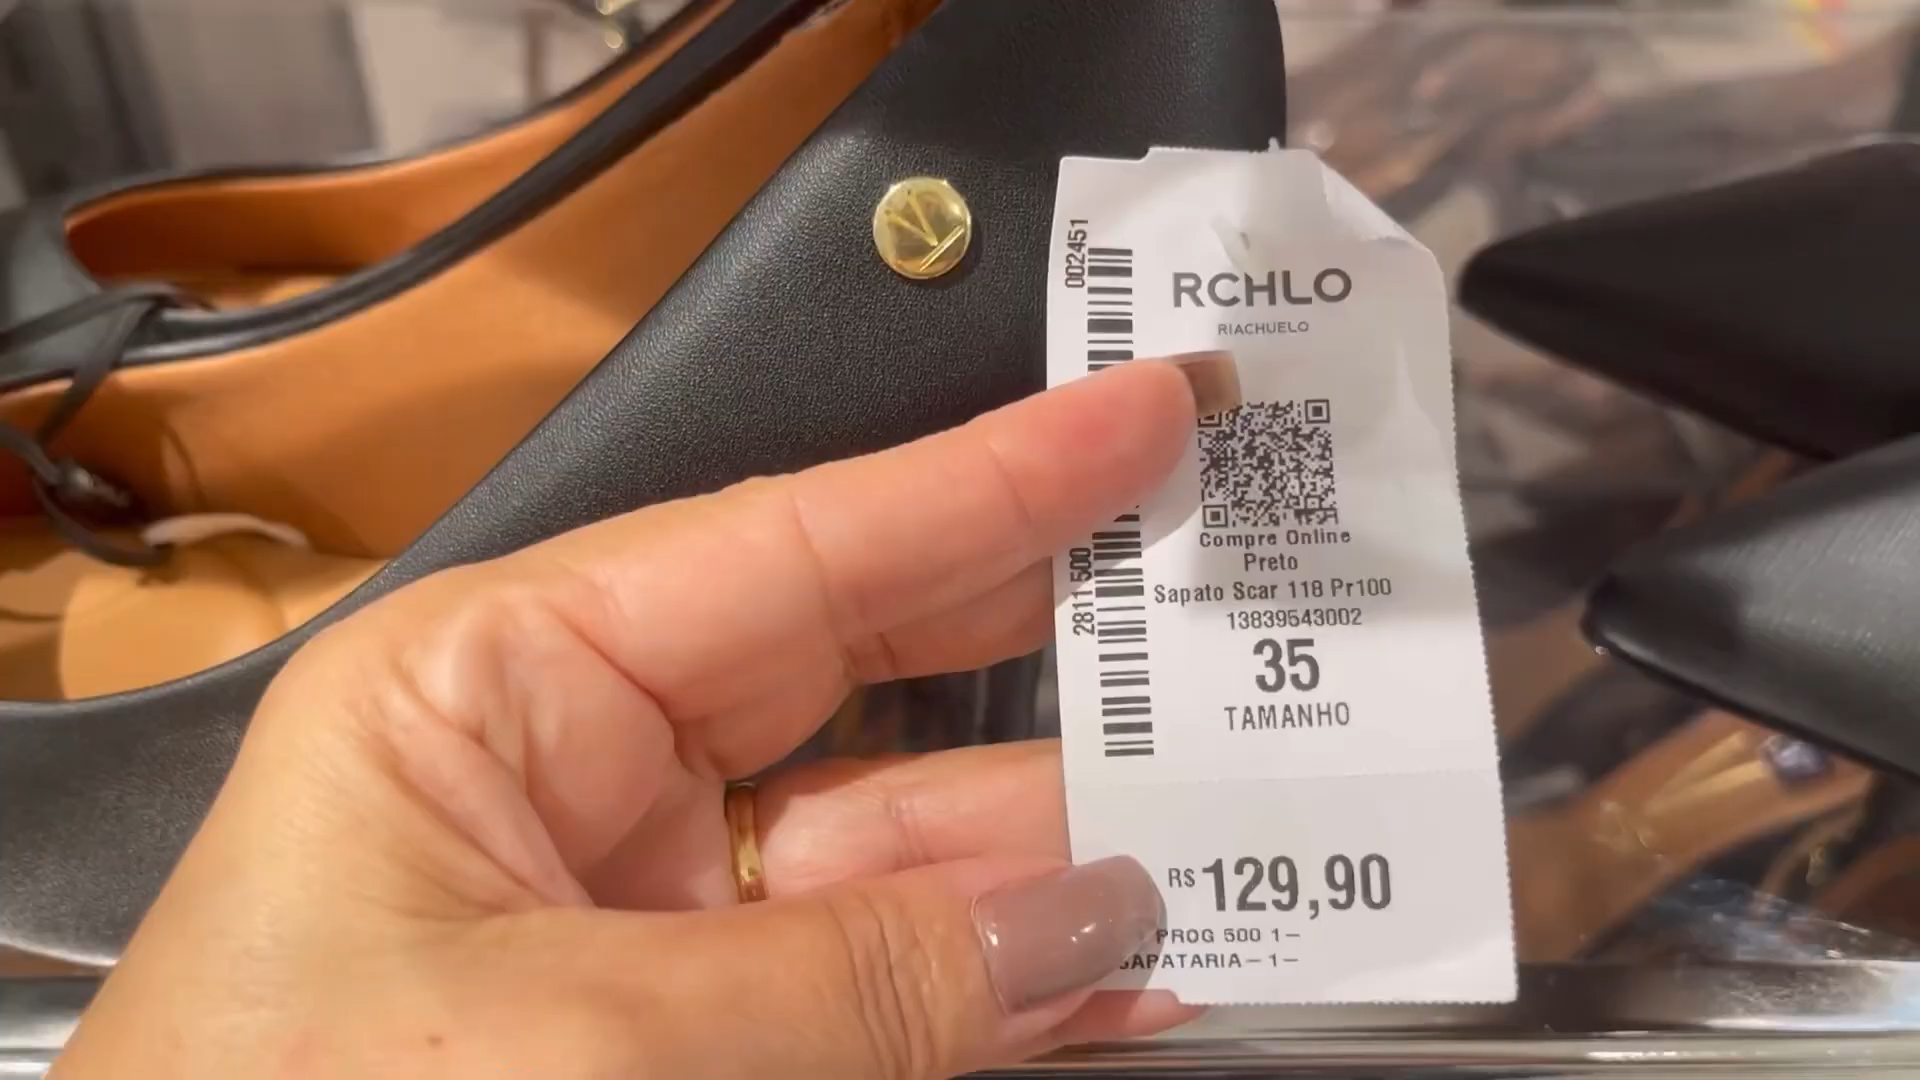 RCHLO
RIACHUELO
002451
2811500
Compre Online
Preto
Sapato Scar 118 Pr100
13839543002
35
TAMANHO
R$129,90
PROG 500 1-
SAPATARIA-1-